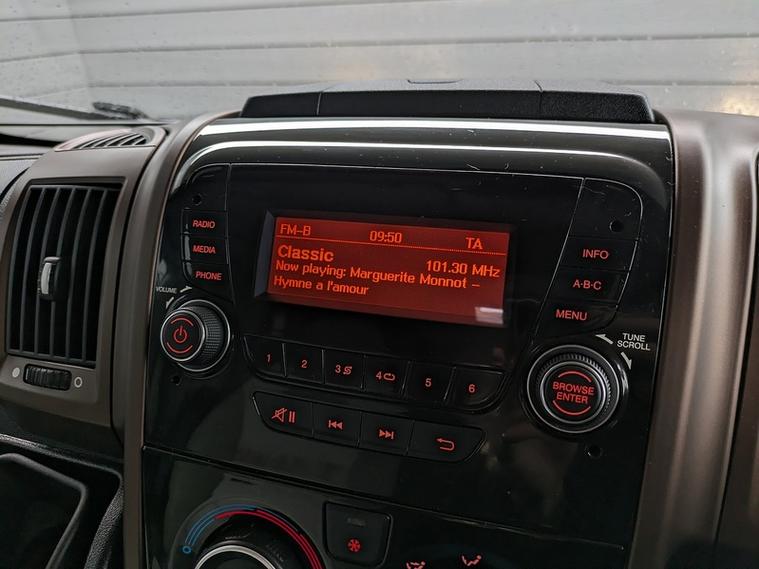 FM-B 09:50 TA
Classic 101.30 MHz
Now playing: Marguerite Monnot –
Hymne a l'amour
RADIO
MEDIA
PHONE
VOLUME
INFO
A-B-C
MENU
TUNE
SCROLL
BROWSE
ENTER
1 2 3 4 5 6